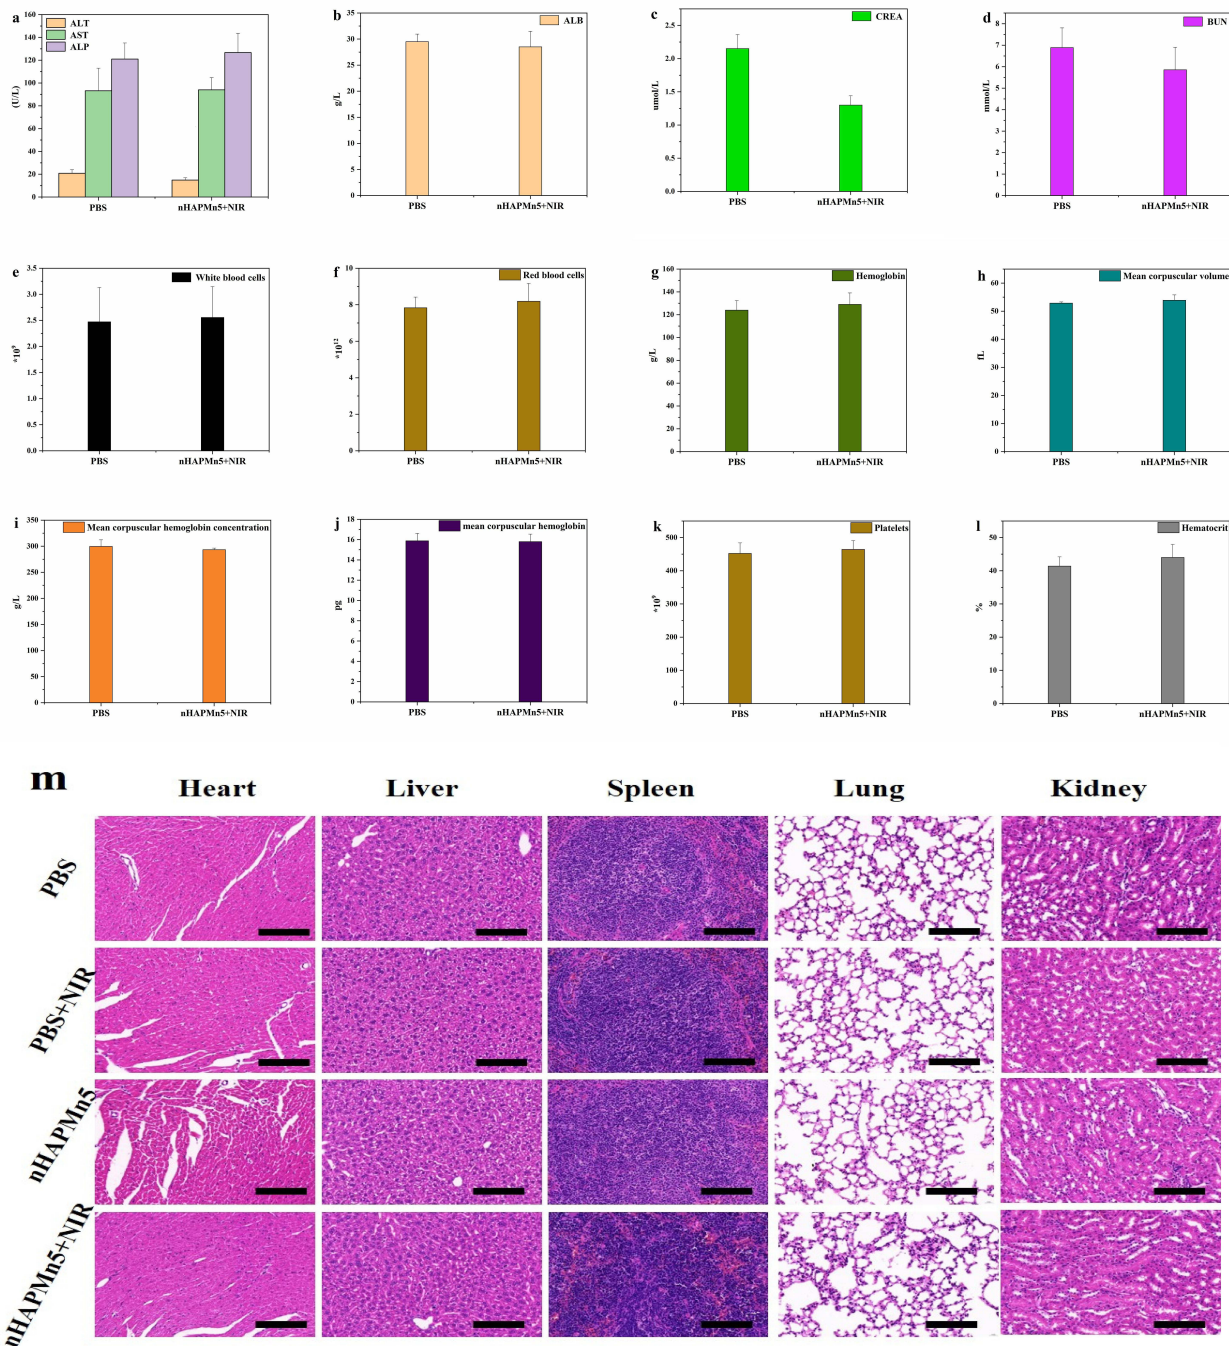 a
ALT
AST
ALP
(U/L)
160
140
120
100
80
60
40
20
0
PBS
nHAPMn5+NIR
b
ALB
g/L
35
30
25
20
15
10
5
0
PBS
nHAPMn5+NIR
c
CREA
umol/L
2.5
2.0
1.5
1.0
0.5
0.0
PBS
nHAPMn5+NIR
d
BUN
mmol/L
8
7
6
5
4
3
2
1
0
PBS
nHAPMn5+NIR
e
White blood cells
*10⁹
3.5
3.0
2.5
2.0
1.5
1.0
0.5
0.0
PBS
nHAPMn5+NIR
f
Red blood cells
*10¹²
10
8
6
4
2
0
PBS
nHAPMn5+NIR
g
Hemoglobin
g/L
160
140
120
100
80
60
40
20
0
PBS
nHAPMn5+NIR
h
Mean corpuscular volume
fL
60
50
40
30
20
10
0
PBS
nHAPMn5+NIR
i
Mean corpuscular hemoglobin concentration
g/L
350
300
250
200
150
100
50
0
PBS
nHAPMn5+NIR
j
mean corpuscular hemoglobin
pg
18
16
14
12
10
8
6
4
2
0
PBS
nHAPMn5+NIR
k
Platelets
*10⁹
500
400
300
200
100
0
PBS
nHAPMn5+NIR
l
Hematocrit
%
50
40
30
20
10
0
PBS
nHAPMn5+NIR
m
Heart Liver Spleen Lung Kidney
PBS
PBS+NIR
nHAPMn5
nHAPMn5+NIR